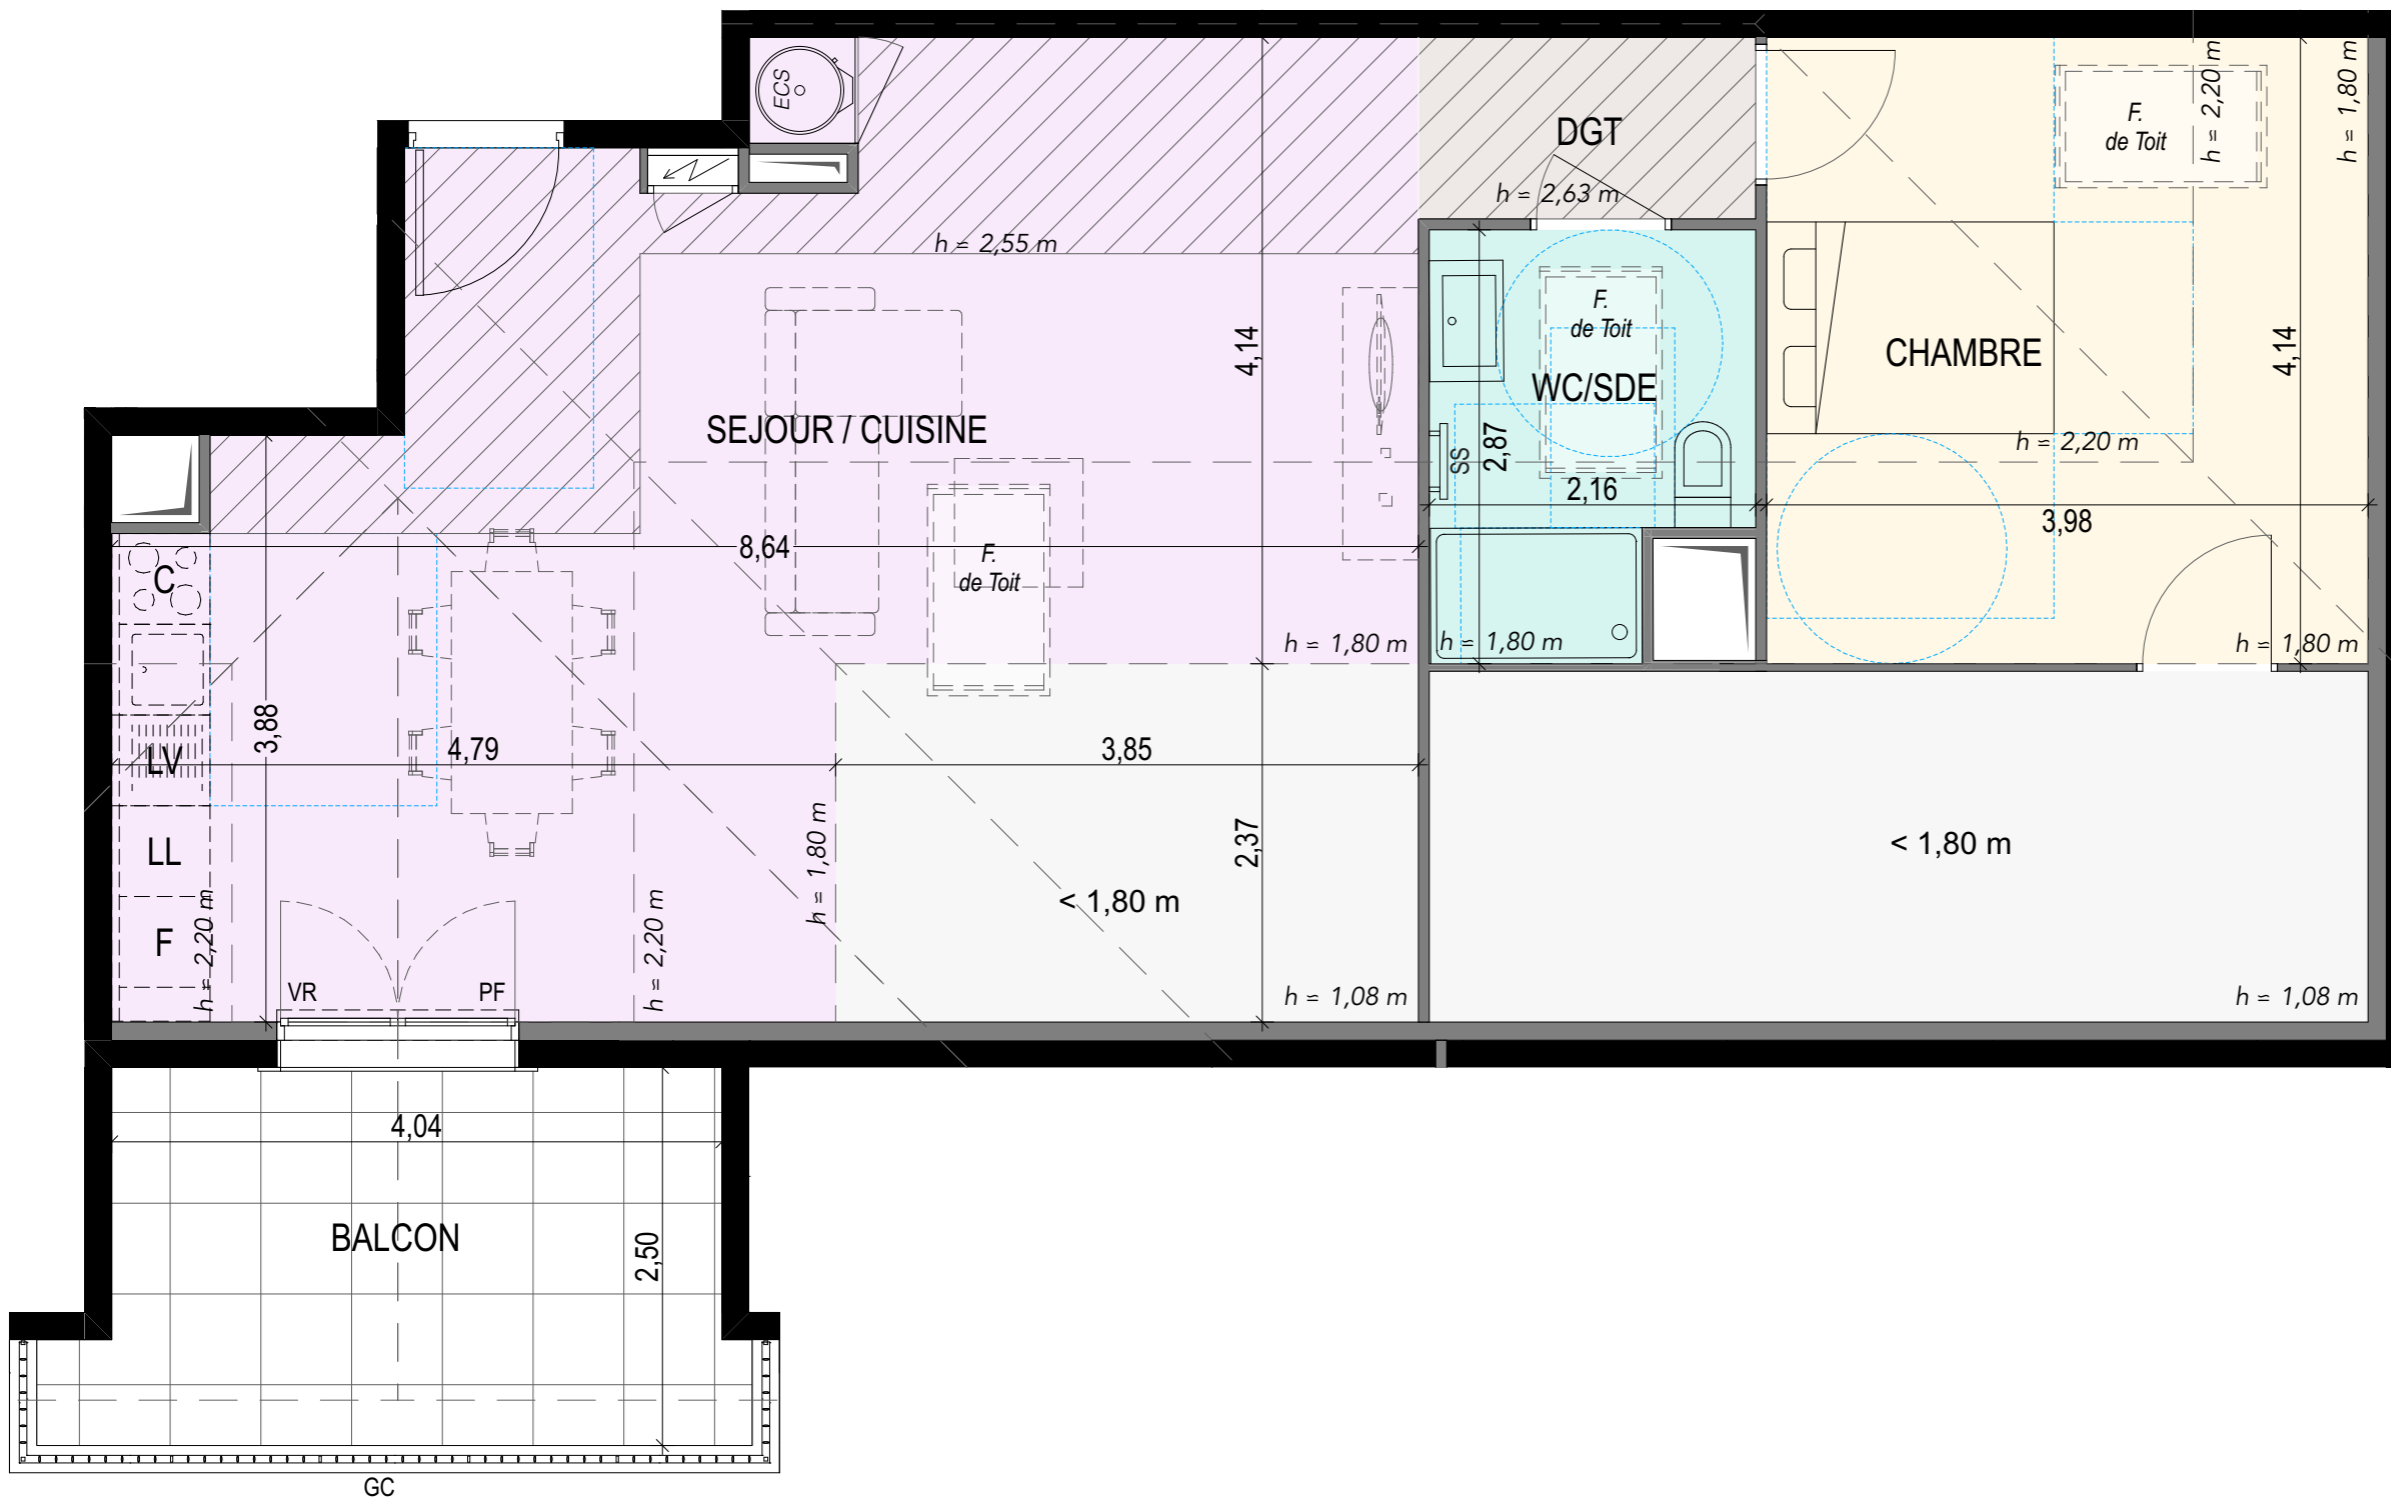 ECS
h ≈ 2,55 m
DGT
h ≈ 2,63 m
F.
de Toit
h ≈ 2,20 m
h ≈ 1,80 m
4,14
F.
de Toit
WC/SDE
CHAMBRE
4,14
SEJOUR / CUISINE
SS
2,87
2,16
h ≈ 2,20 m
3,98
8,64
F.
de Toit
C
h ≈ 1,80 m
h ≈ 1,80 m
h ≈ 1,80 m
3,88
LV
4,79
3,85
LL
h ≈ 1,80 m
2,37
< 1,80 m
< 1,80 m
F
h ≈ 2,20 m
VR
PF
h ≈ 2,20 m
h ≈ 1,08 m
h ≈ 1,08 m
4,04
BALCON
2,50
GC